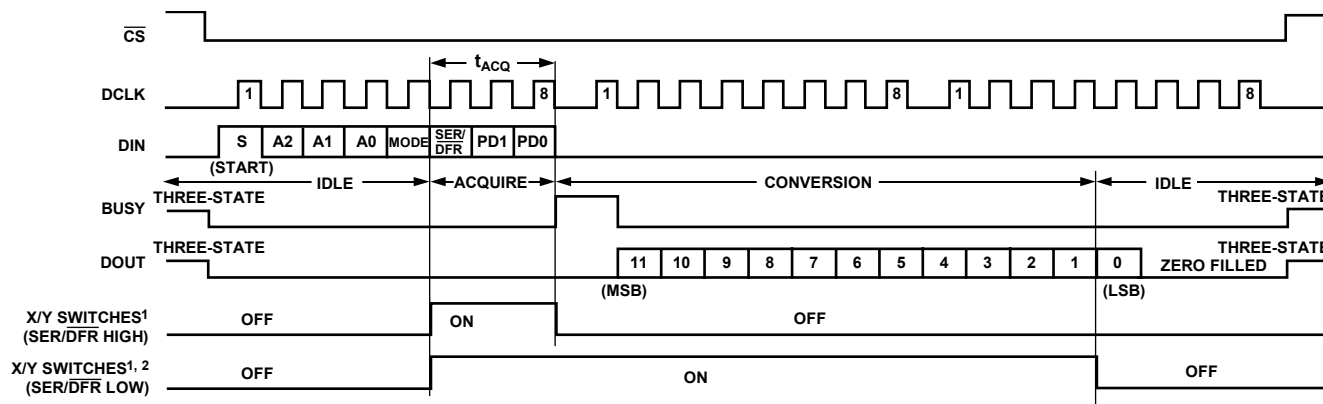 CS
tACQ
DCLK 1 8 1 8 1 8
DIN S A2 A1 A0 MODE SER/DFR PD1 PD0
(START)
IDLE ACQUIRE CONVERSION IDLE
THREE-STATE THREE-STATE
BUSY
THREE-STATE THREE-STATE
DOUT 11 10 9 8 7 6 5 4 3 2 1 0 ZERO FILLED
(MSB) (LSB)
X/Y SWITCHES1 OFF ON OFF
(SER/DFR HIGH)
X/Y SWITCHES1, 2 OFF ON OFF
(SER/DFR LOW)